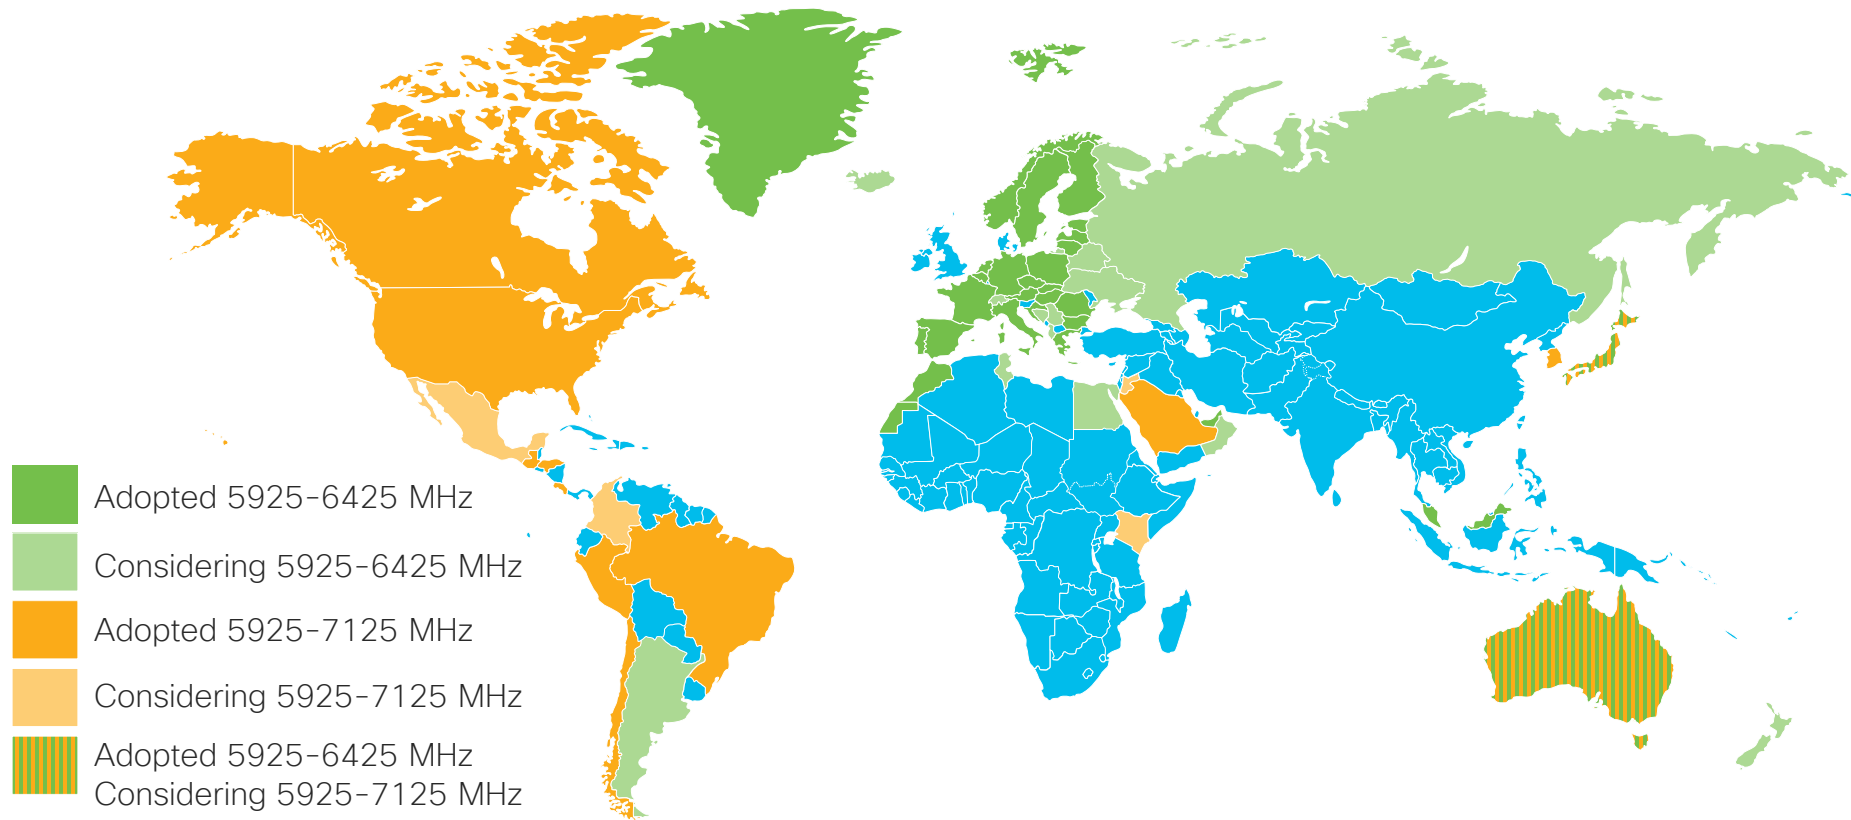 Adopted 5925-6425 MHz
Considering 5925-6425 MHz
Adopted 5925-7125 MHz
Considering 5925-7125 MHz
Adopted 5925-6425 MHz
Considering 5925-7125 MHz